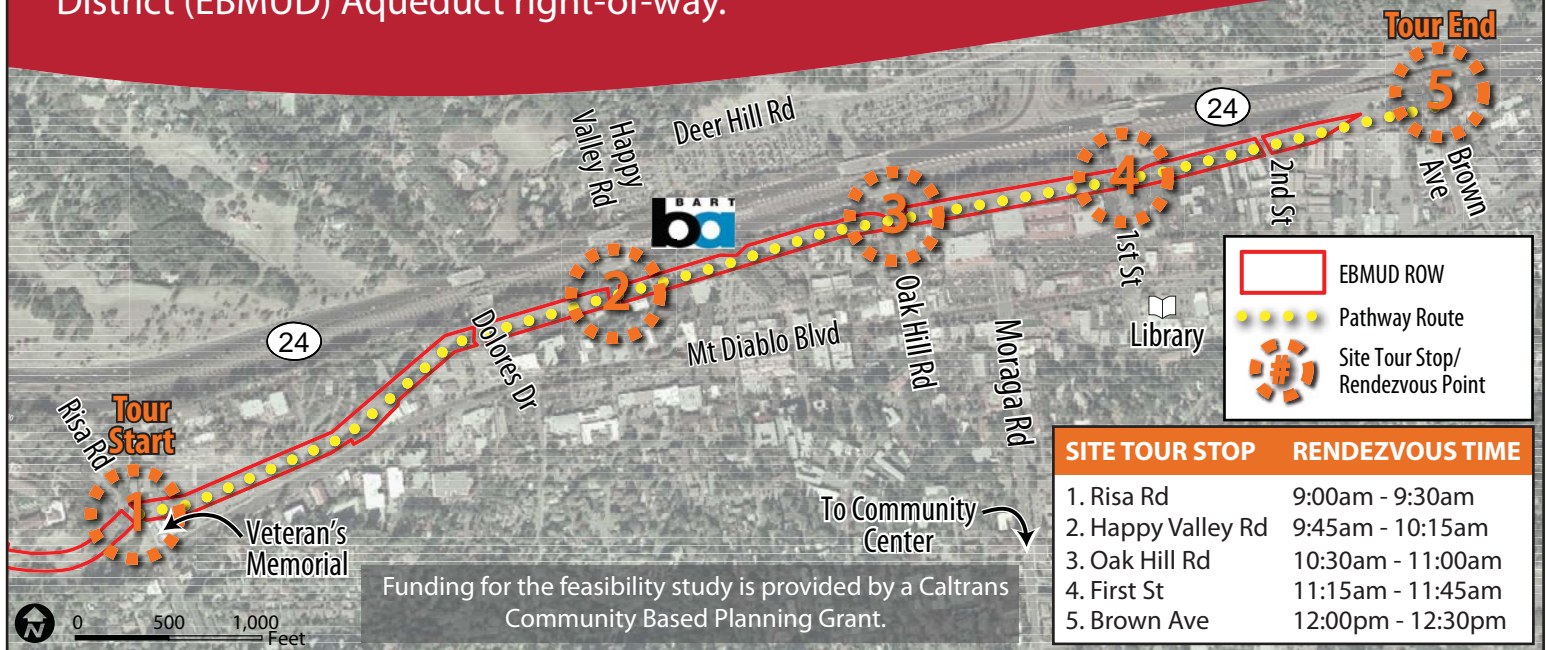 District (EBMUD) Aqueduct right-of-way.
Tour End
5
Brown
Ave
24
Deer Hill Rd
Happy
Valley Rd
BART
ba
4
3
2
2nd St
1st St
Oak Hill Rd
Moraga Rd
Library
Mt Diablo Blvd
Dolores Dr
24
Risa Rd
Tour
Start
1
Veteran's
Memorial
To Community
Center
EBMUD ROW
Pathway Route
#
Site Tour Stop/
Rendezvous Point
SITE TOUR STOP RENDEZVOUS TIME
1. Risa Rd 9:00am - 9:30am
2. Happy Valley Rd 9:45am - 10:15am
3. Oak Hill Rd 10:30am - 11:00am
4. First St 11:15am - 11:45am
5. Brown Ave 12:00pm - 12:30pm
Funding for the feasibility study is provided by a Caltrans
Community Based Planning Grant.
N
0 500 1,000
Feet